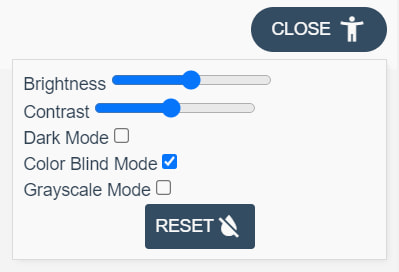 CLOSE
Brightness
Contrast
Dark Mode
Color Blind Mode
Grayscale Mode
RESET